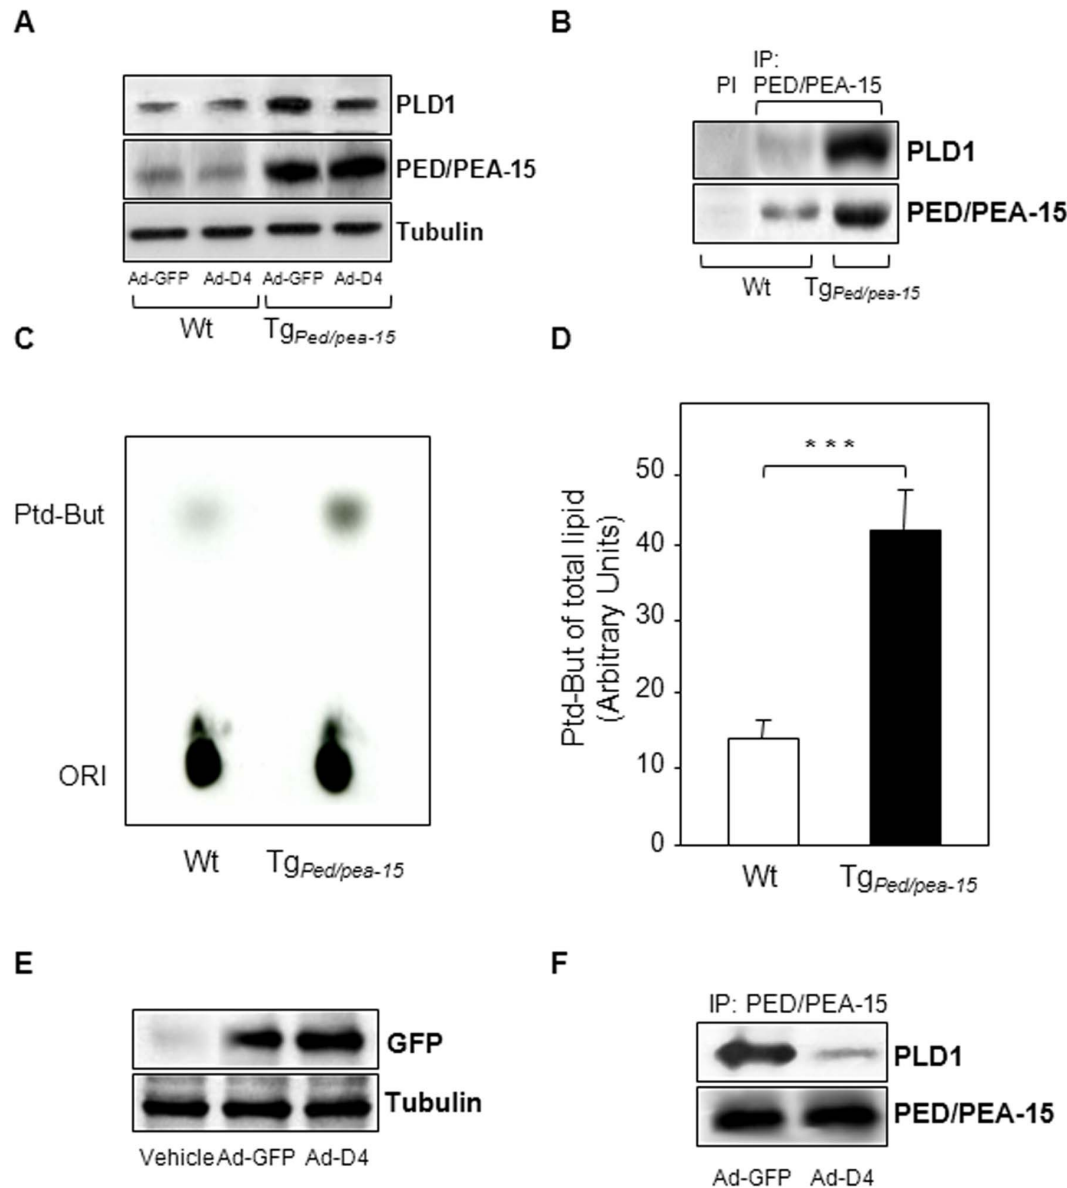 A
PLD1
PED/PEA-15
Tubulin
Ad-GFP Ad-D4 Ad-GFP Ad-D4
Wt TgPed/pea-15
B
IP:
PI PED/PEA-15
PLD1
PED/PEA-15
Wt TgPed/pea-15
C
Ptd-But
ORI
Wt TgPed/pea-15
D
Ptd-But of total lipid
(Arbitrary Units)
* * *
50
40
30
20
10
0
Wt TgPed/pea-15
E
GFP
Tubulin
Vehicle Ad-GFP Ad-D4
F
IP: PED/PEA-15
PLD1
PED/PEA-15
Ad-GFP Ad-D4